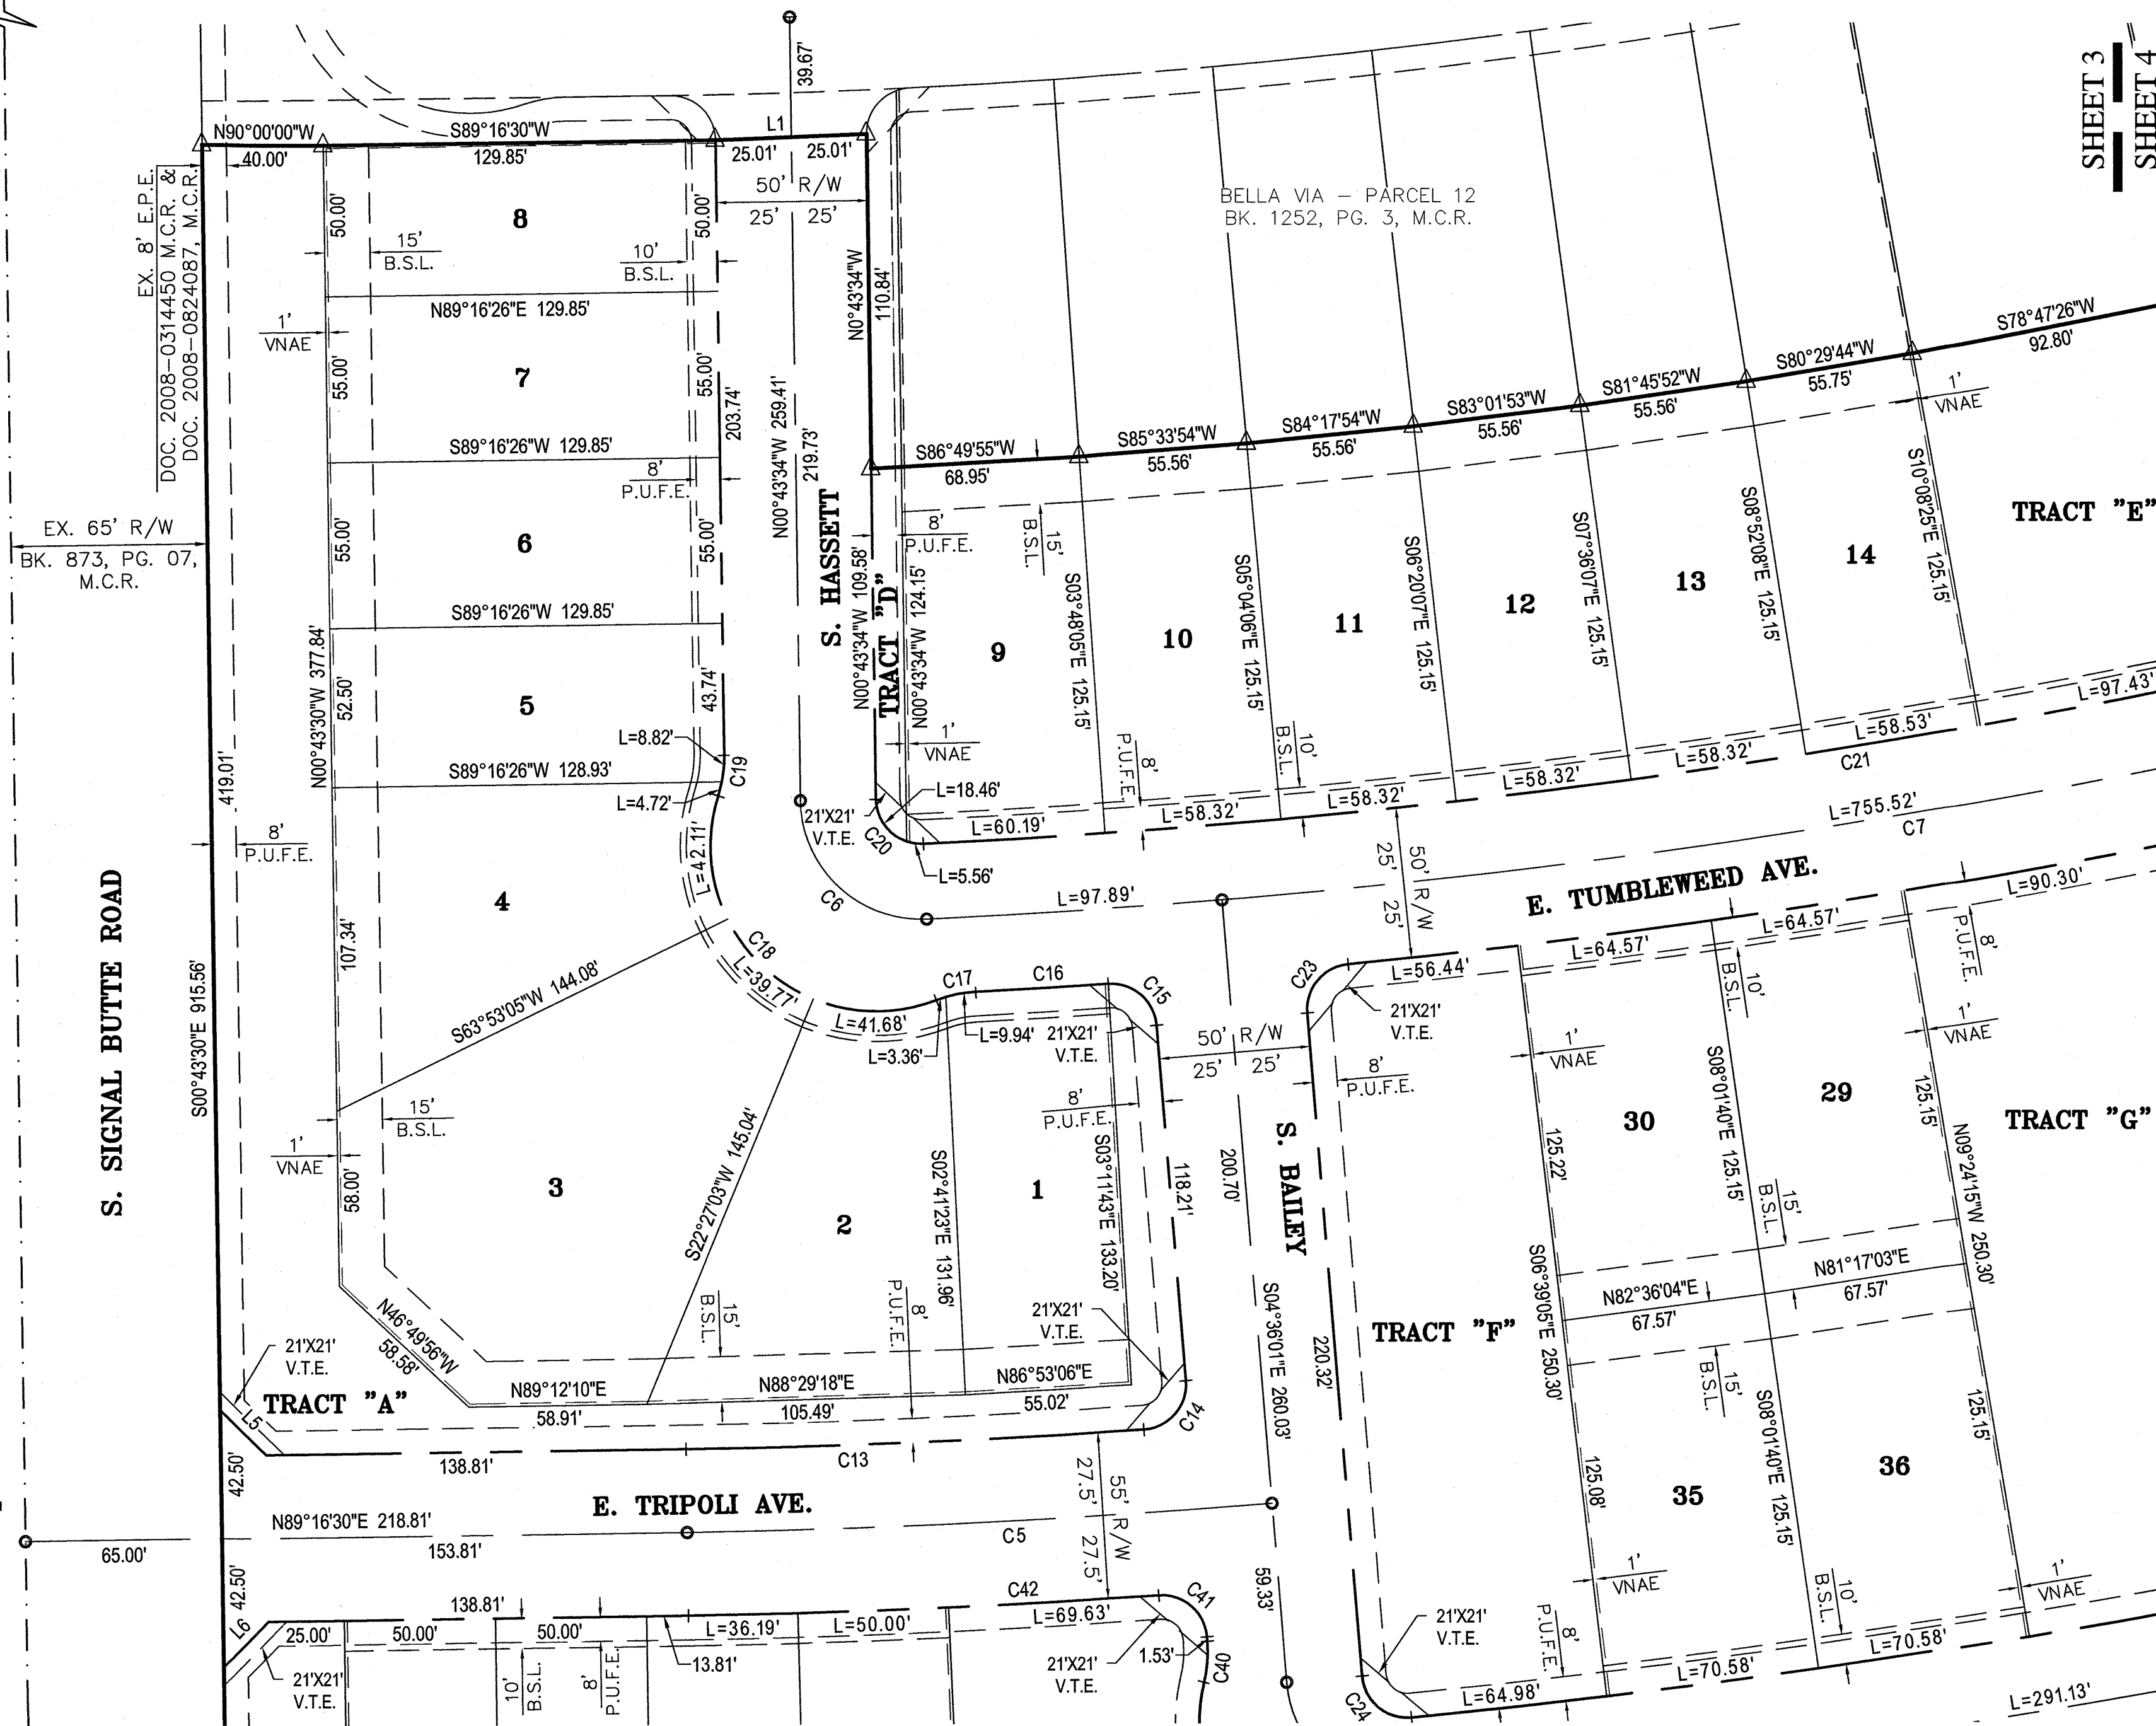 39.67'
SHEET 3
SHEET 4
N90°00'00"W
40.00'
S89°16'30"W
129.85'
L1
25.01'
25.01'
50' R/W
25'
25'
EX. 8' E.P.E.
DOC. 2008-0314450 M.C.R. &
DOC. 2008-0824087, M.C.R.
BELLA VIA – PARCEL 12
BK. 1252, PG. 3, M.C.R.
50.00'
8
50.00'
15'
B.S.L.
10'
B.S.L.
N0°43'34"W
110.84'
N89°16'26"E 129.85'
1'
VNAE
55.00'
7
55.00'
203.74'
N00°43'34"W 259.41'
219.73'
S89°16'26"W 129.85'
8'
P.U.F.E.
S86°49'55"W
68.95'
S85°33'54"W
55.56'
S84°17'54"W
55.56'
S83°01'53"W
55.56'
S81°45'52"W
55.56'
S80°29'44"W
55.75'
S78°47'26"W
92.80'
1'
VNAE
EX. 65' R/W
BK. 873, PG. 07,
M.C.R.
55.00'
6
55.00'
S89°16'26"W 129.85'
S. HASSETT
N00°43'34"W 109.58'
TRACT "D"
N00°43'34"W 124.15'
8'
P.U.F.E.
15'
B.S.L.
9
S03°48'05"E 125.15'
10
S05°04'06"E 125.15'
11
S06°20'07"E 125.15'
12
S07°36'07"E 125.15'
13
S08°52'08"E 125.15'
14
S10°08'25"E 125.15'
TRACT "E"
N00°43'30"W 377.84'
52.50'
5
43.74'
L=8.82'
C19
S89°16'26"W 128.93'
L=4.72'
419.01'
8'
P.U.F.E.
1'
VNAE
L=18.46'
21'X21'
V.T.E.
C20
L=5.56'
L=60.19'
P.U.F.E.
8'
L=58.32'
B.S.L.
10'
L=58.32'
L=58.32'
L=58.32'
L=58.53'
L=97.43'
C21
L=755.52'
C7
S. SIGNAL BUTTE ROAD
S00°43'30"E 915.56'
4
L=42.11'
C6
L=97.89'
50' R/W
25'
25'
E. TUMBLEWEED AVE.
107.34'
S63°53'05"W 144.08'
C18
L=39.77'
L=41.68'
C17
C16
C15
L=9.94'
L=3.36'
21'X21'
V.T.E.
50' R/W
25'
25'
C23
L=56.44'
L=64.57'
L=64.57'
L=90.30'
21'X21'
V.T.E.
8'
P.U.F.E.
10'
B.S.L.
1'
VNAE
8'
P.U.F.E.
1'
VNAE
15'
B.S.L.
1'
VNAE
58.00'
3
S22°27'03"W 145.04'
2
S02°41'23"E 131.96'
1
8'
P.U.F.E.
S03°11'43"E 133.20'
118.21'
200.70'
S. BAILEY
8'
P.U.F.E.
15'
B.S.L.
21'X21'
V.T.E.
125.22'
30
S08°01'40"E 125.15'
29
125.15'
N09°24'15"W 250.30'
TRACT "G"
15'
B.S.L.
S06°39'05"E 250.30'
N82°36'04"E
67.57'
N81°17'03"E
67.57'
S04°36'01"E 260.03'
220.32'
TRACT "F"
15'
B.S.L.
S08°01'40"E 125.15'
125.15'
125.08'
35
36
N46°49'56"W
58.58'
21'X21'
V.T.E.
TRACT "A"
L5
N89°12'10"E
58.91'
N88°29'18"E
105.49'
N86°53'06"E
55.02'
C14
138.81'
C13
42.50'
E. TRIPOLI AVE.
55' R/W
27.5'
27.5'
N89°16'30"E 218.81'
153.81'
C5
65.00'
42.50'
L6
138.81'
C42
C41
25.00'
50.00'
50.00'
L=36.19'
L=50.00'
L=69.63'
13.81'
21'X21'
V.T.E.
10'
B.S.L.
8'
P.U.F.E.
21'X21'
V.T.E.
1.53'
C40
59.33'
21'X21'
V.T.E.
C24
L=64.98'
8'
P.U.F.E.
1'
VNAE
L=70.58'
10'
B.S.L.
L=70.58'
1'
VNAE
L=291.13'